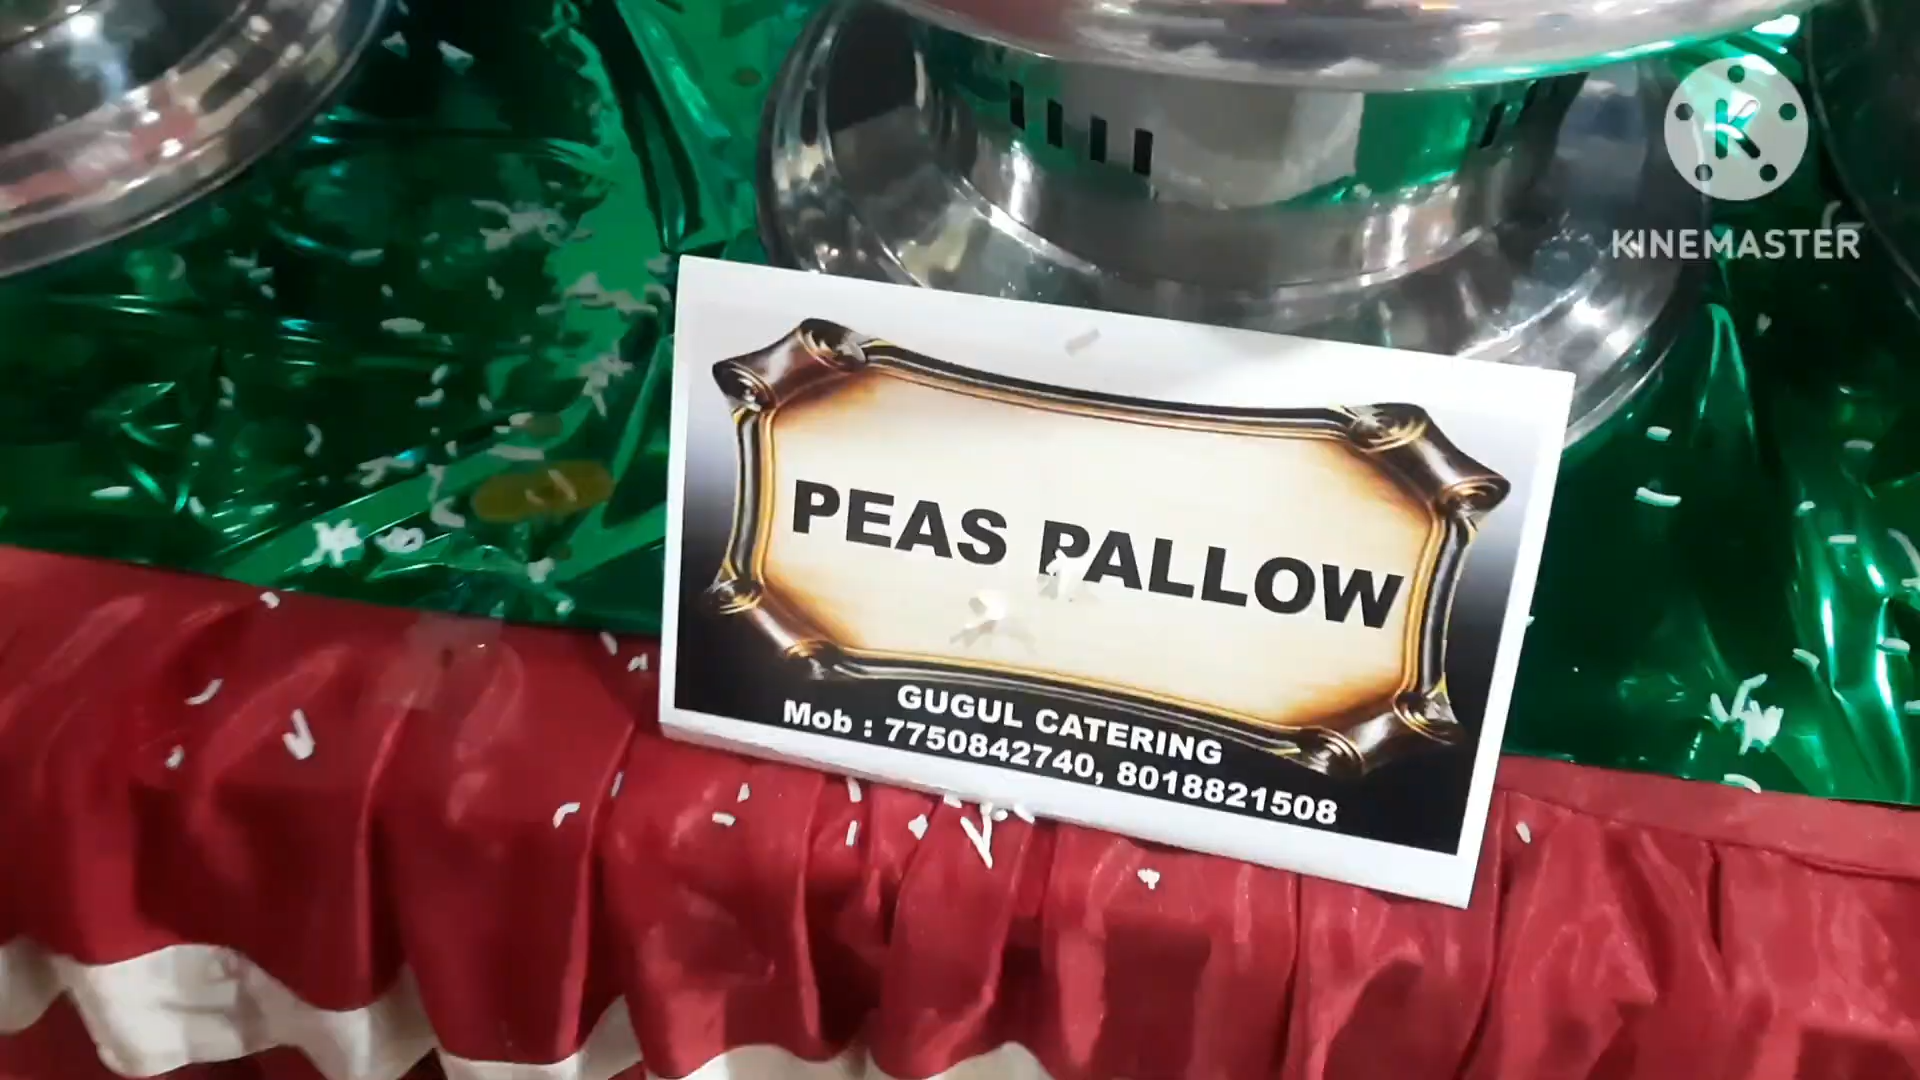 K
KINEMASTER
PEAS PALLOW
GUGUL CATERING
Mob : 7750842740, 8018821508